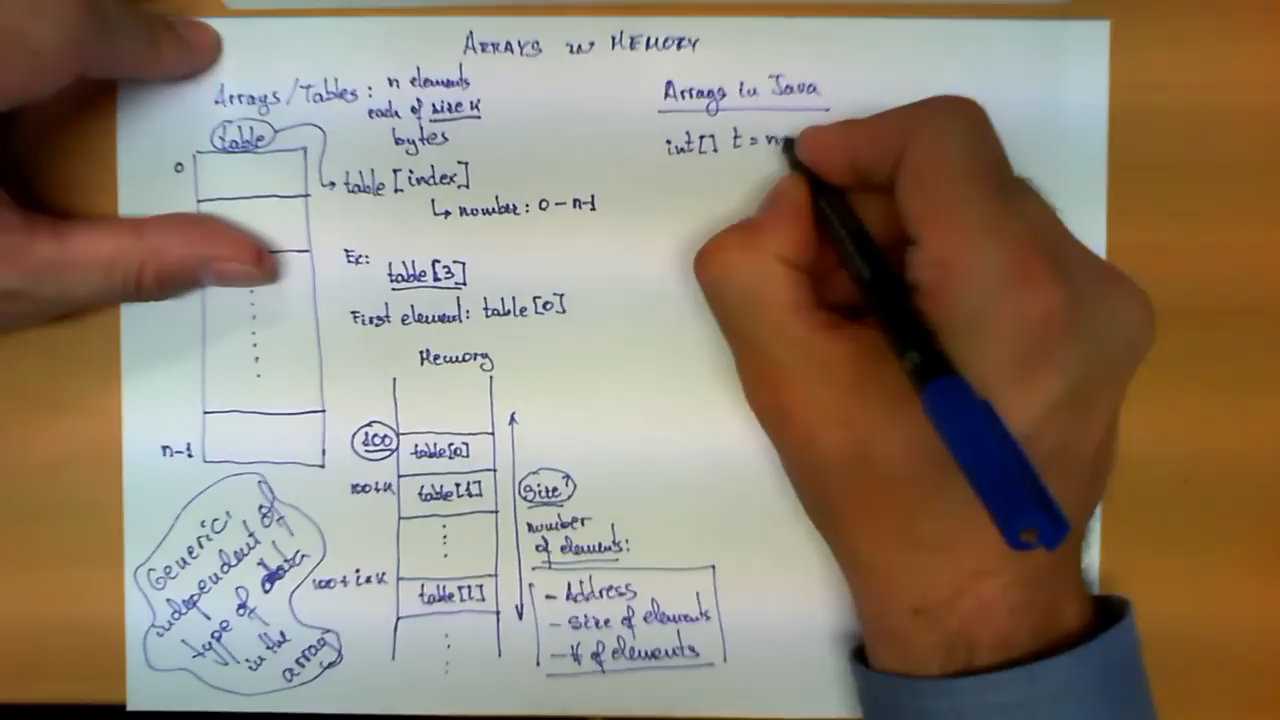 ARRAYS IN MEMORY
Arrays/Tables: n elements
each of size K
bytes
table
0
table [index]
↳ number: 0 - n-1
Ex:
table[3]
First element: table[0]
n-1
Memory
100
table[0]
100+K
table[1]
100+i×K
table[i]
Size?
number
of elements:
- Address
- Size of elements
- # of elements
Generic,
independent of
type of data
in the
array
Arrays in Java
int[] t = n